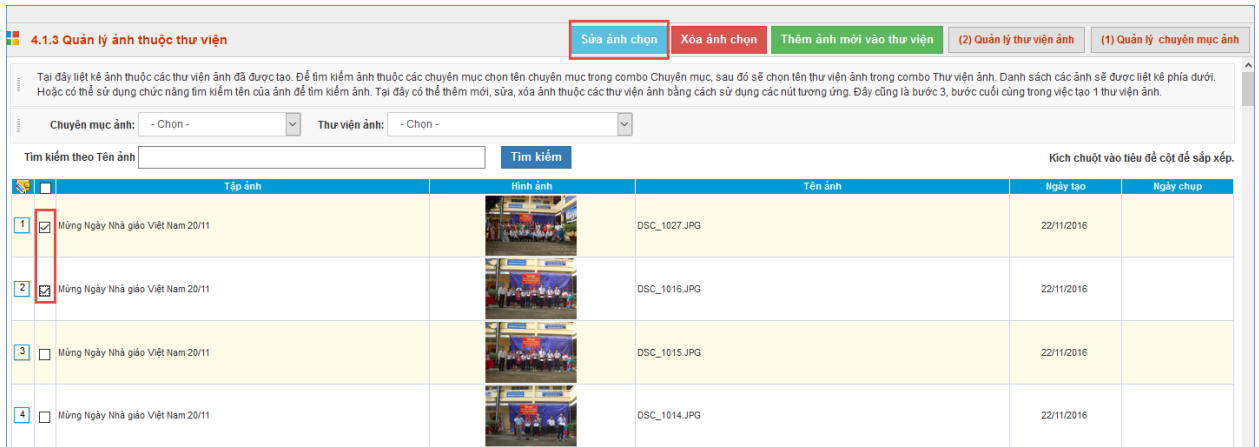 4.1.3 Quản lý ảnh thuộc thư viện
Sửa ảnh chọn
Xóa ảnh chọn
Thêm ảnh mới vào thư viện
(2) Quản lý thư viện ảnh
(1) Quản lý chuyên mục ảnh
Tại đây liệt kê ảnh thuộc các thư viện ảnh đã được tạo. Để tìm kiếm ảnh thuộc các chuyên mục chọn tên chuyên mục trong combo Chuyên mục, sau đó sẽ chọn tên thư viện ảnh trong combo Thư viện ảnh. Danh sách các ảnh sẽ được liệt kê phía dưới.
Hoặc có thể sử dụng chức năng tìm kiếm tên của ảnh để tìm kiếm ảnh. Tại đây có thể thêm mới, sửa, xóa ảnh thuộc các thư viện ảnh bằng cách sử dụng các nút tương ứng. Đây cũng là bước 3, bước cuối cùng trong việc tạo 1 thư viện ảnh.
Chuyên mục ảnh: - Chọn - Thư viện ảnh: - Chọn -
Tìm kiếm theo Tên ảnh Tìm kiếm Kích chuột vào tiêu đề cột để sắp xếp.
Tập ảnh Hình ảnh Tên ảnh Ngày tạo Ngày chụp
1 Mừng Ngày Nhà giáo Việt Nam 20/11 DSC_1027.JPG 22/11/2016
2 Mừng Ngày Nhà giáo Việt Nam 20/11 DSC_1016.JPG 22/11/2016
3 Mừng Ngày Nhà giáo Việt Nam 20/11 DSC_1015.JPG 22/11/2016
4 Mừng Ngày Nhà giáo Việt Nam 20/11 DSC_1014.JPG 22/11/2016